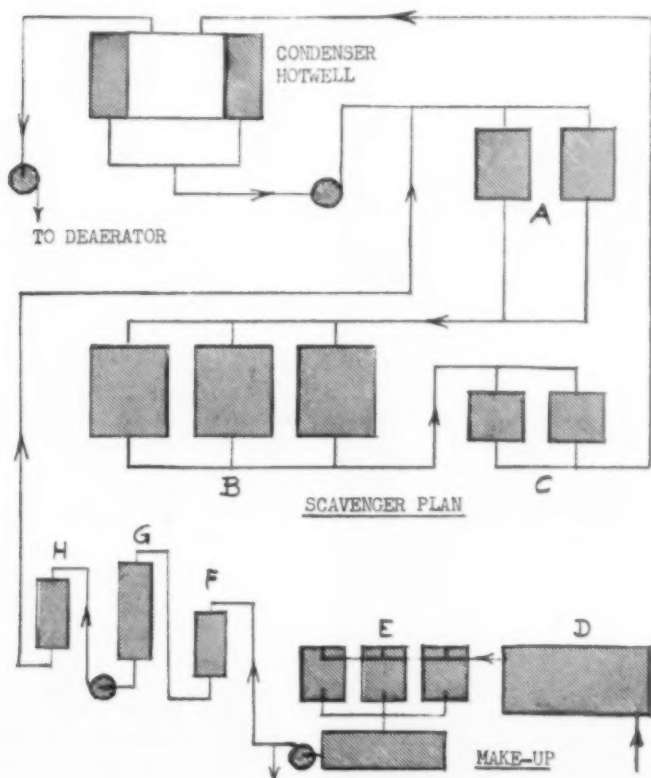 CONDENSER
HOTWELL
TO DEAERATOR
A
B
C
SCAVENGER PLAN
H
G
F
E
D
MAKE-UP